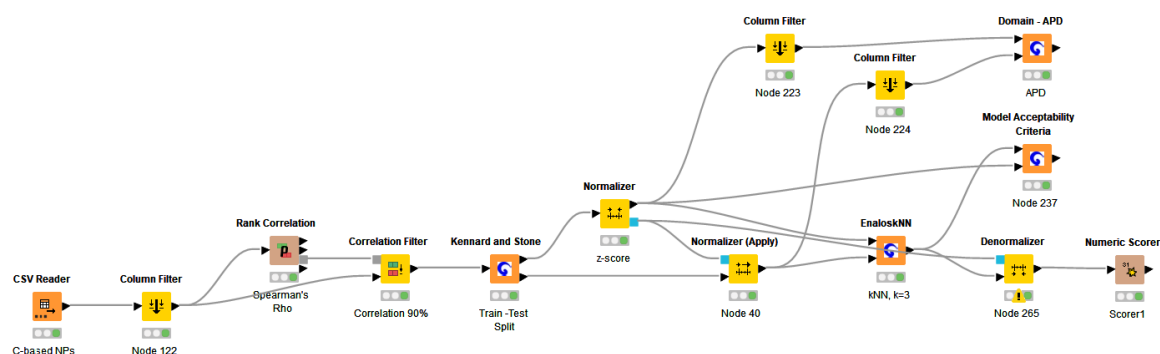 Column Filter
Node 223
Domain - APD
APD
Column Filter
Node 224
Model Acceptability
Criteria
Node 237
Normalizer
z-score
Rank Correlation
Spearman's
Rho
Correlation Filter
Correlation 90%
Kennard and Stone
Train -Test
Split
Normalizer (Apply)
Node 40
EnaloskNN
kNN, k=3
Denormalizer
Node 265
Numeric Scorer
Scorer1
CSV Reader
C-based NPs
Column Filter
Node 122